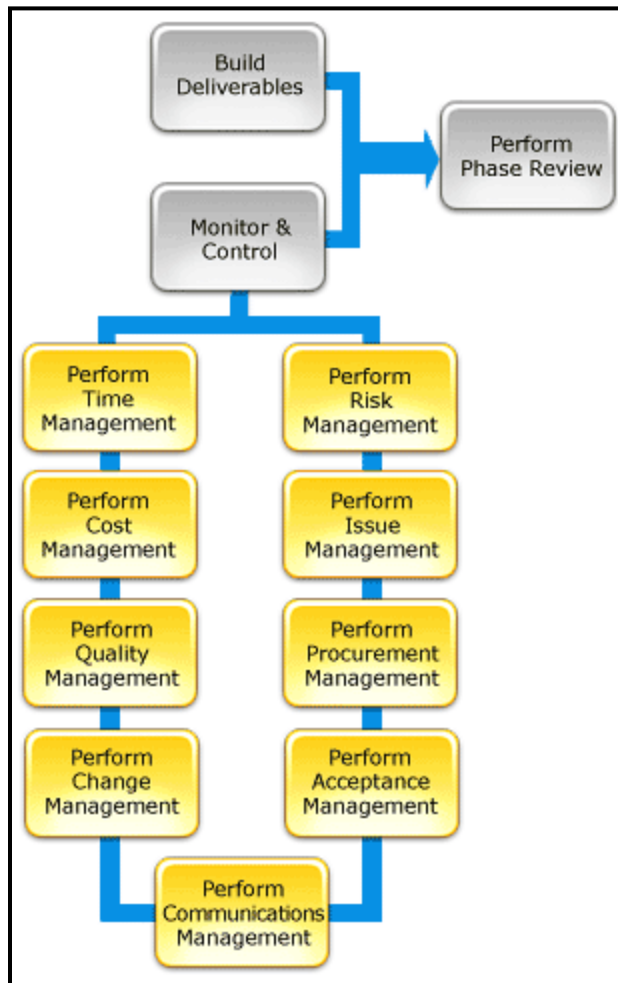 Build
Deliverables
Perform
Phase Review
Monitor &
Control
Perform
Time
Management
Perform
Risk
Management
Perform
Cost
Management
Perform
Issue
Management
Perform
Quality
Management
Perform
Procurement
Management
Perform
Change
Management
Perform
Acceptance
Management
Perform
Communications
Management